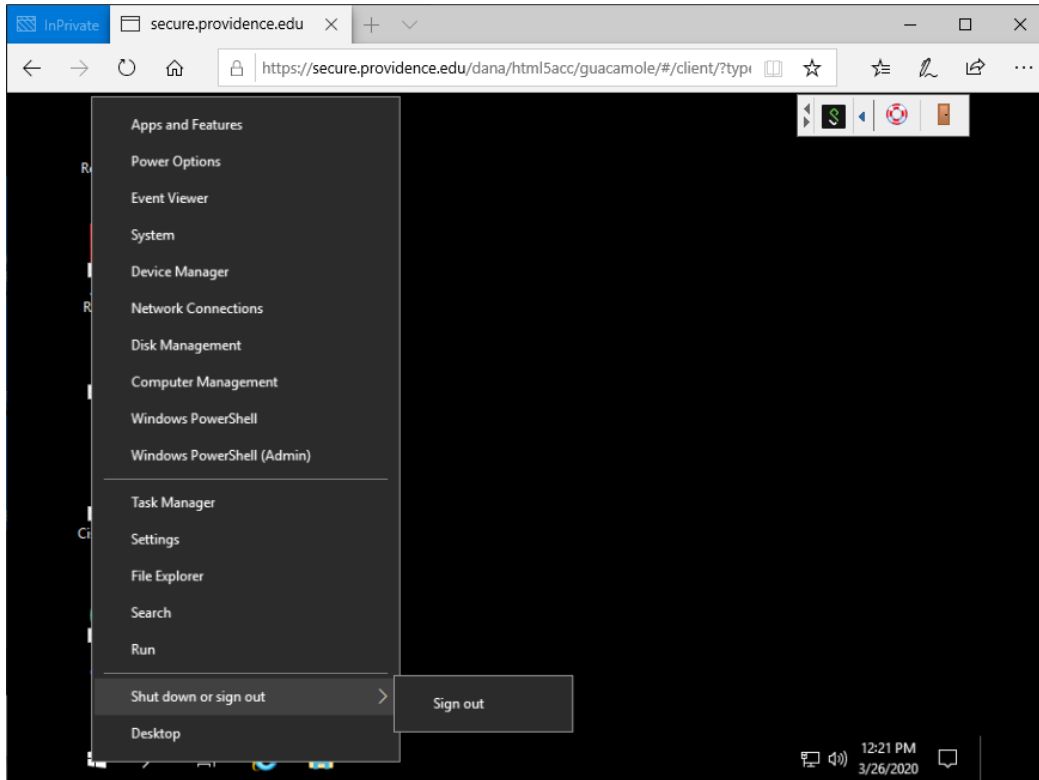 InPrivate
secure.providence.edu
https://secure.providence.edu/dana/html5acc/guacamole/#/client/?type
Apps and Features
Power Options
Event Viewer
System
Device Manager
Network Connections
Disk Management
Computer Management
Windows PowerShell
Windows PowerShell (Admin)
Task Manager
Settings
File Explorer
Search
Run
Shut down or sign out
Sign out
Desktop
12:21 PM
3/26/2020